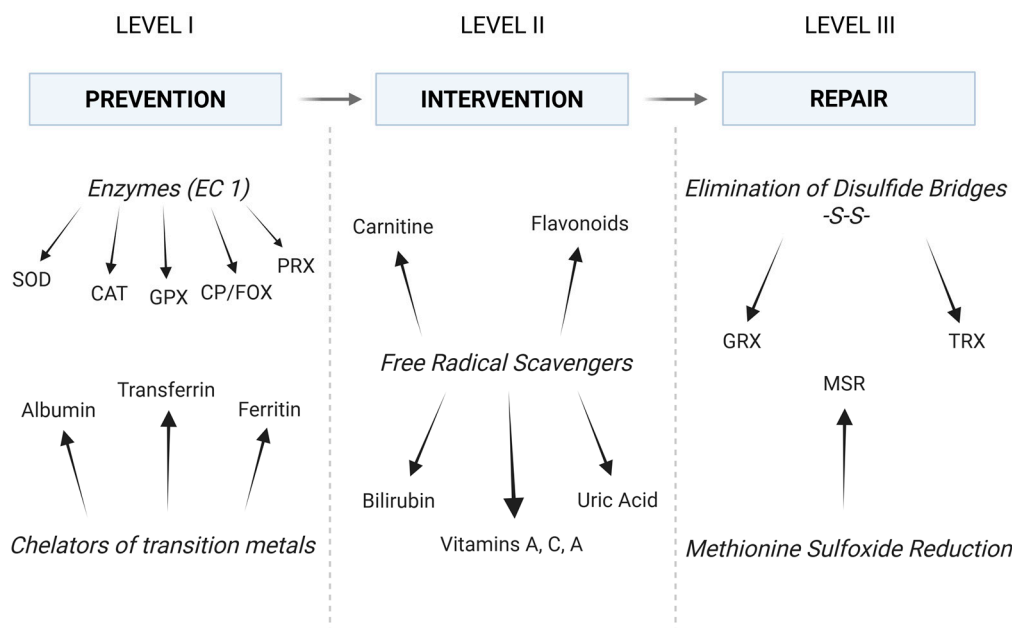 LEVEL I
LEVEL II
LEVEL III
PREVENTION
INTERVENTION
REPAIR
Enzymes (EC 1)
SOD
CAT
GPX
CP/FOX
PRX
Albumin
Transferrin
Ferritin
Chelators of transition metals
Carnitine
Flavonoids
Free Radical Scavengers
Bilirubin
Vitamins A, C, A
Uric Acid
Elimination of Disulfide Bridges
-S-S-
GRX
TRX
MSR
Methionine Sulfoxide Reduction